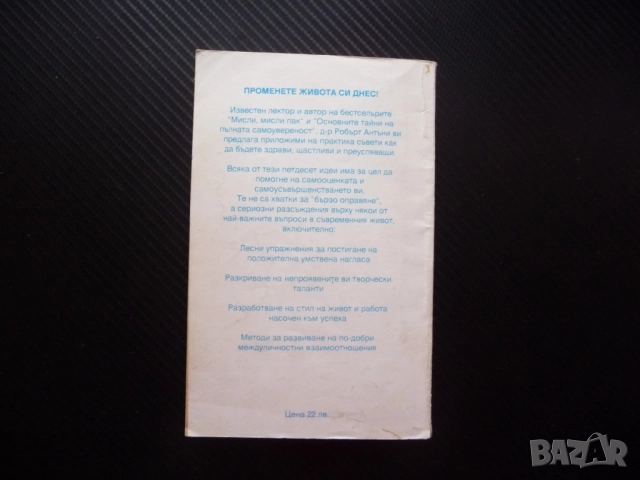 ПРОМЕНЕТЕ ЖИВОТА СИ ДНЕС!
Известен лектор и автор на бестселърите
"Мисли, мисли пак" и "Основните тайни на
пълната самоувереност", д-р Робърт Антъни ви
предлага приложими на практика съвети как
да бъдете здрави, щастливи и преуспяващи.
Всяка от тези петдесет идеи има за цел да
помогне на самооценката и
самоусъвършенстването ви.
Те не са хватки за "бързо оправяне",
а сериозни разсъждения върху някои от
най-важните въпроси в съвременния живот,
включително:
Лесни упражнения за постигане на
положителна умствена нагласа
Разкриване на непроявените ви творчески
таланти
Разработване на стил на живот и работа
насочен към успеха
Методи за развиване на по-добри
междуличностни взаимоотношения
Цена 22 лв.
BAZAR.bg